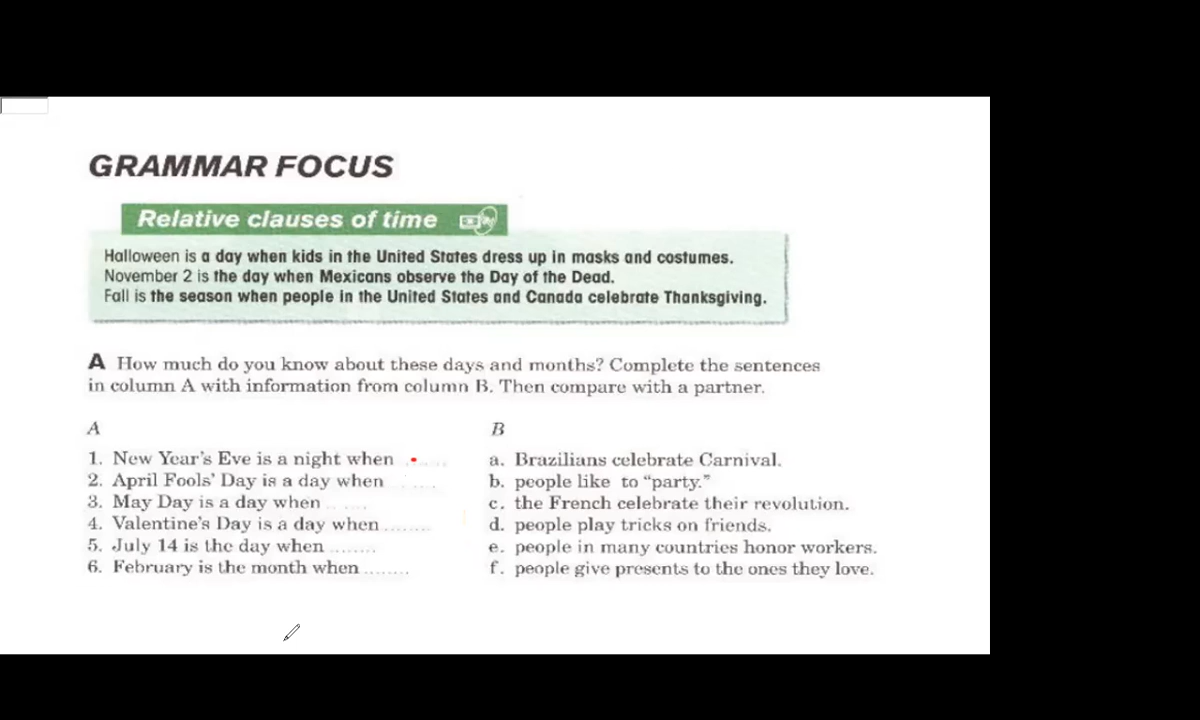 GRAMMAR FOCUS
Relative clauses of time
Halloween is a day when kids in the United States dress up in masks and costumes.
November 2 is the day when Mexicans observe the Day of the Dead.
Fall is the season when people in the United States and Canada celebrate Thanksgiving.
A How much do you know about these days and months? Complete the sentences
in column A with information from column B. Then compare with a partner.
A
1. New Year's Eve is a night when ........
2. April Fools' Day is a day when ........
3. May Day is a day when ........
4. Valentine's Day is a day when ........
5. July 14 is the day when ........
6. February is the month when ........
B
a. Brazilians celebrate Carnival.
b. people like to "party."
c. the French celebrate their revolution.
d. people play tricks on friends.
e. people in many countries honor workers.
f. people give presents to the ones they love.